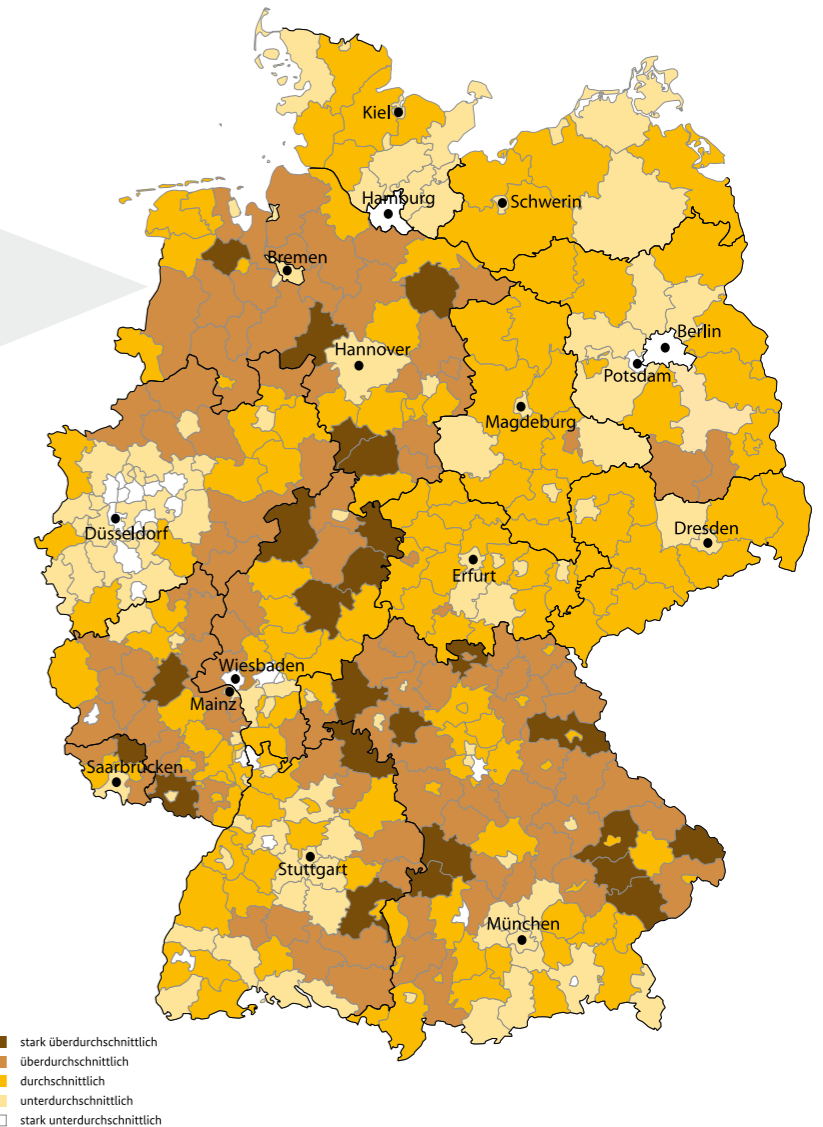 Kiel
Hamburg
Schwerin
Bremen
Berlin
Hannover
Potsdam
Magdeburg
Düsseldorf
Dresden
Erfurt
Wiesbaden
Mainz
Saarbrücken
Stuttgart
München
stark überdurchschnittlich
überdurchschnittlich
durchschnittlich
unterdurchschnittlich
stark unterdurchschnittlich